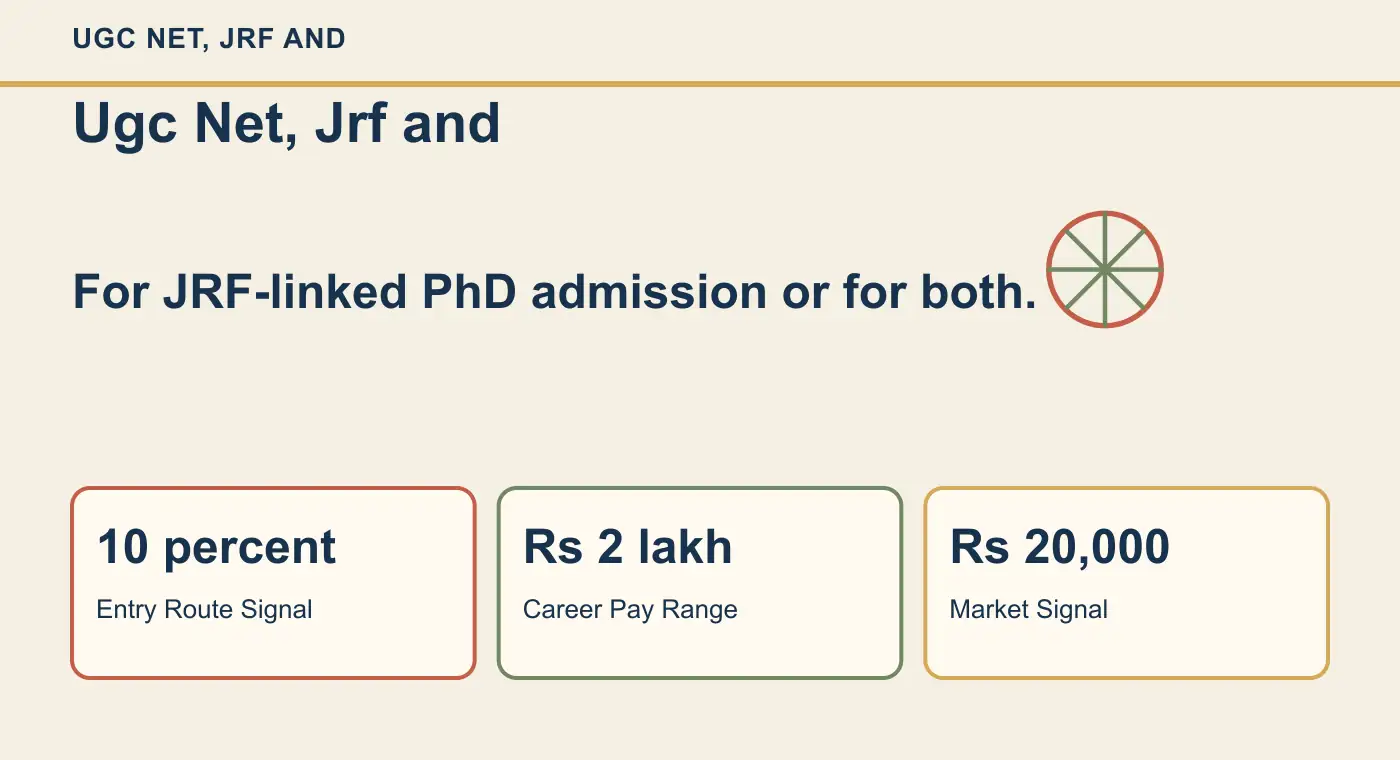 UGC NET, JRF AND
Ugc Net, Jrf and
For JRF-linked PhD admission or for both.
10 percent
Entry Route Signal
Rs 2 lakh
Career Pay Range
Rs 20,000
Market Signal